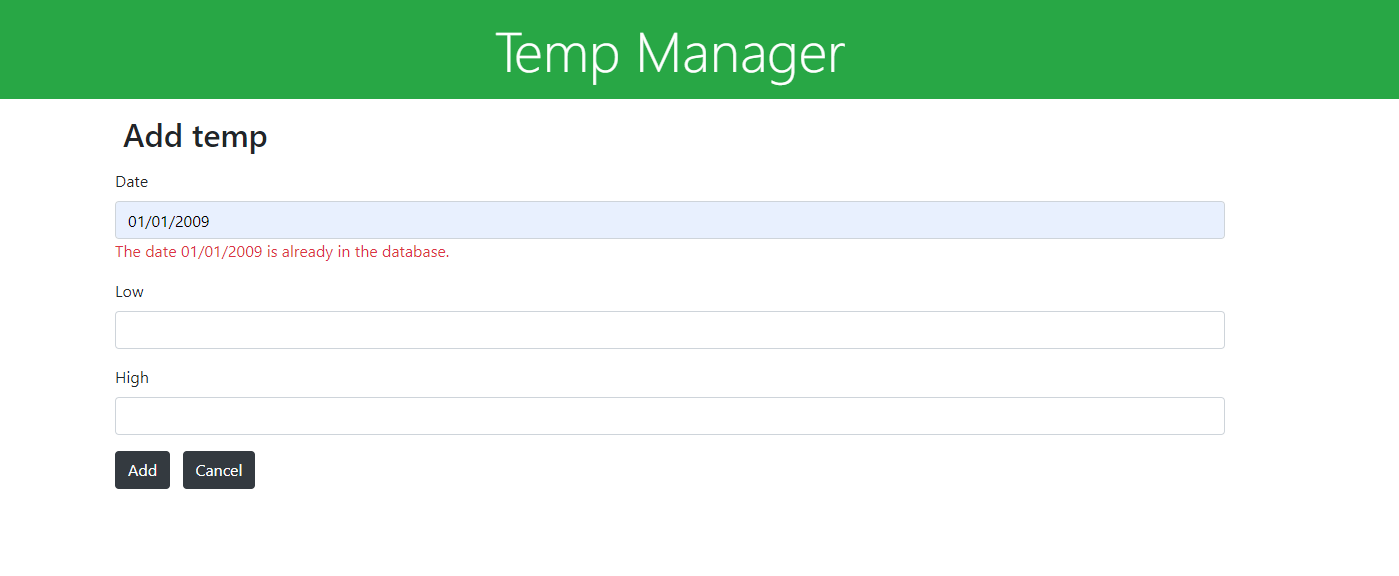 Temp Manager
Add temp
Date
01/01/2009
The date 01/01/2009 is already in the database.
Low
High
Add Cancel